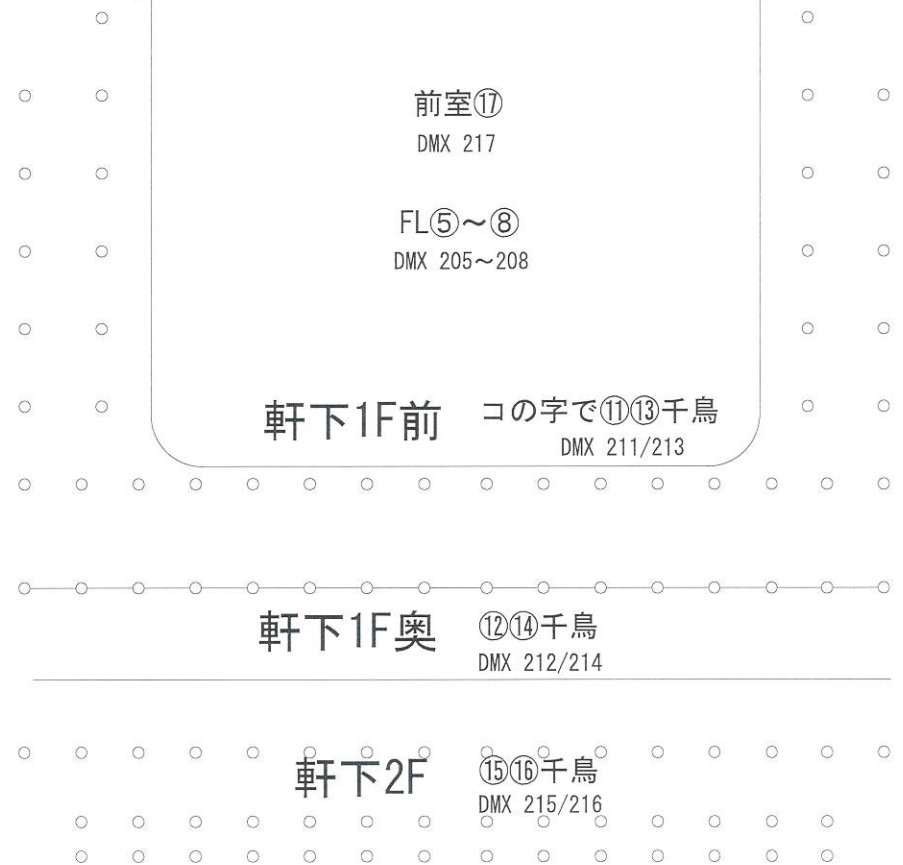 前室⑰
DMX 217
FL⑤～⑧
DMX 205～208
軒下1F前 コの字で⑪⑬千鳥
DMX 211/213
軒下1F奥 ⑫⑭千鳥
DMX 212/214
軒下2F ⑮⑯千鳥
DMX 215/216